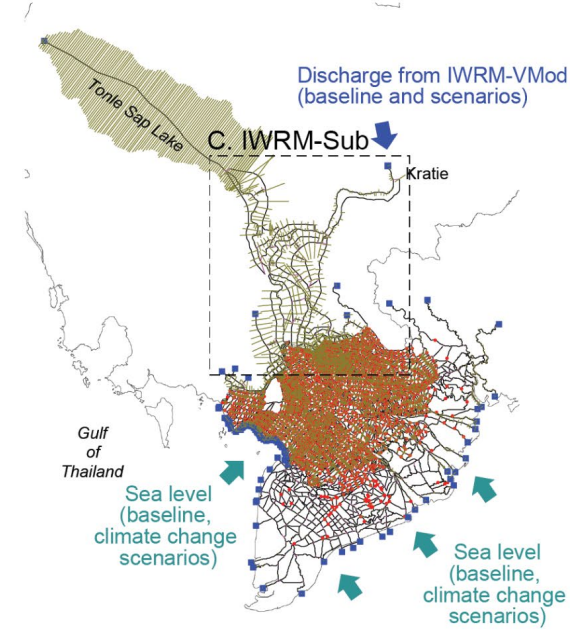 Discharge from IWRM-VMod
(baseline and scenarios)
Tonle Sap Lake
C. IWRM-Sub
Kratie
Gulf
of
Thailand
Sea level
(baseline,
climate change
scenarios)
Sea level
(baseline,
climate change
scenarios)